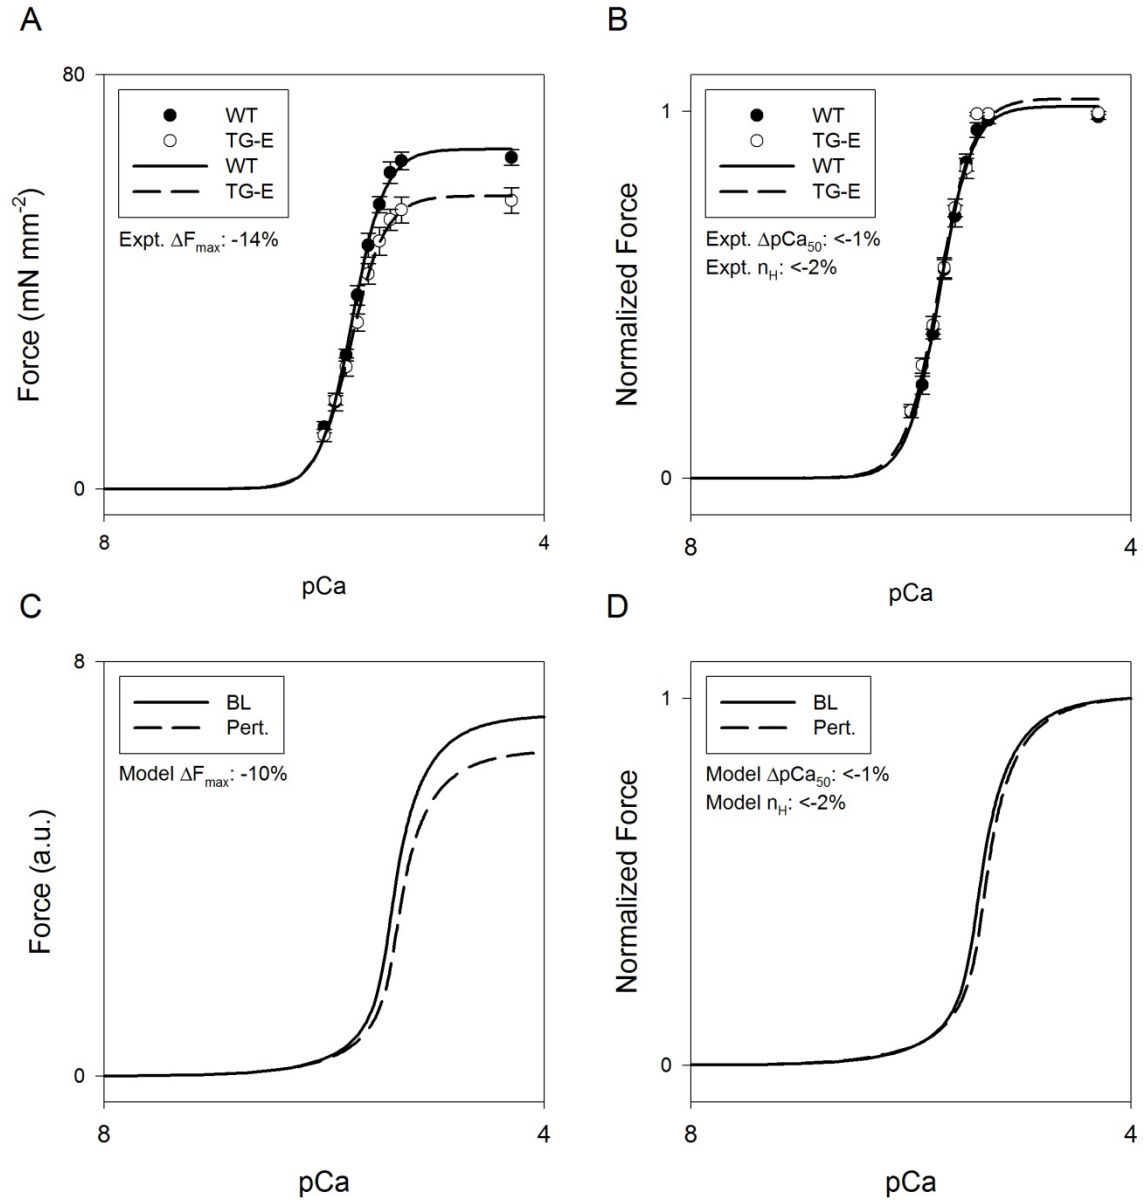 A
80
WT
TG-E
WT
TG-E
Expt. ΔFmax: -14%
Force (mN mm-2)
0
8
4
pCa
B
1
WT
TG-E
WT
TG-E
Expt. ΔpCa50: <-1%
Expt. nH: <-2%
Normalized Force
0
8
4
pCa
C
8
BL
Pert.
Model ΔFmax: -10%
Force (a.u.)
0
8
4
pCa
D
1
BL
Pert.
Model ΔpCa50: <-1%
Model nH: <-2%
Normalized Force
0
8
4
pCa